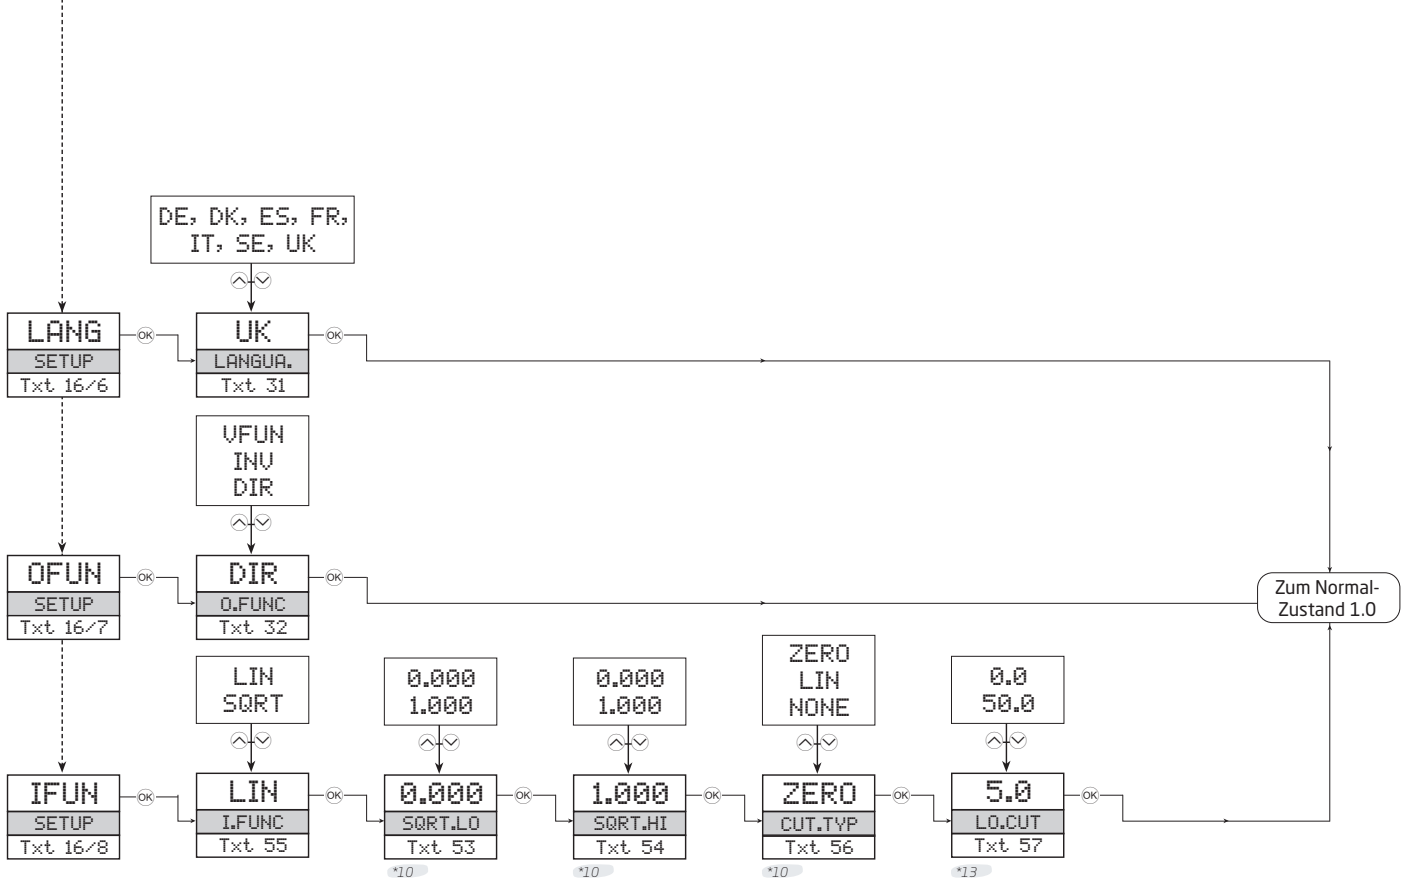 DE, DK, ES, FR,
IT, SE, UK
LANG
SETUP
Txt 16/6
OK
UK
LANGUA.
Txt 31
OK
VFUN
INV
DIR
OFUN
SETUP
Txt 16/7
OK
DIR
O.FUNC
Txt 32
OK
Zum Normal-
Zustand 1.0
LIN
SQRT
0.000
1.000
0.000
1.000
ZERO
LIN
NONE
0.0
50.0
IFUN
SETUP
Txt 16/8
OK
LIN
I.FUNC
Txt 55
OK
0.000
SQRT.LO
Txt 53
*10
OK
1.000
SQRT.HI
Txt 54
*10
OK
ZERO
CUT.TYP
Txt 56
*10
OK
5.0
LO.CUT
Txt 57
*13
OK